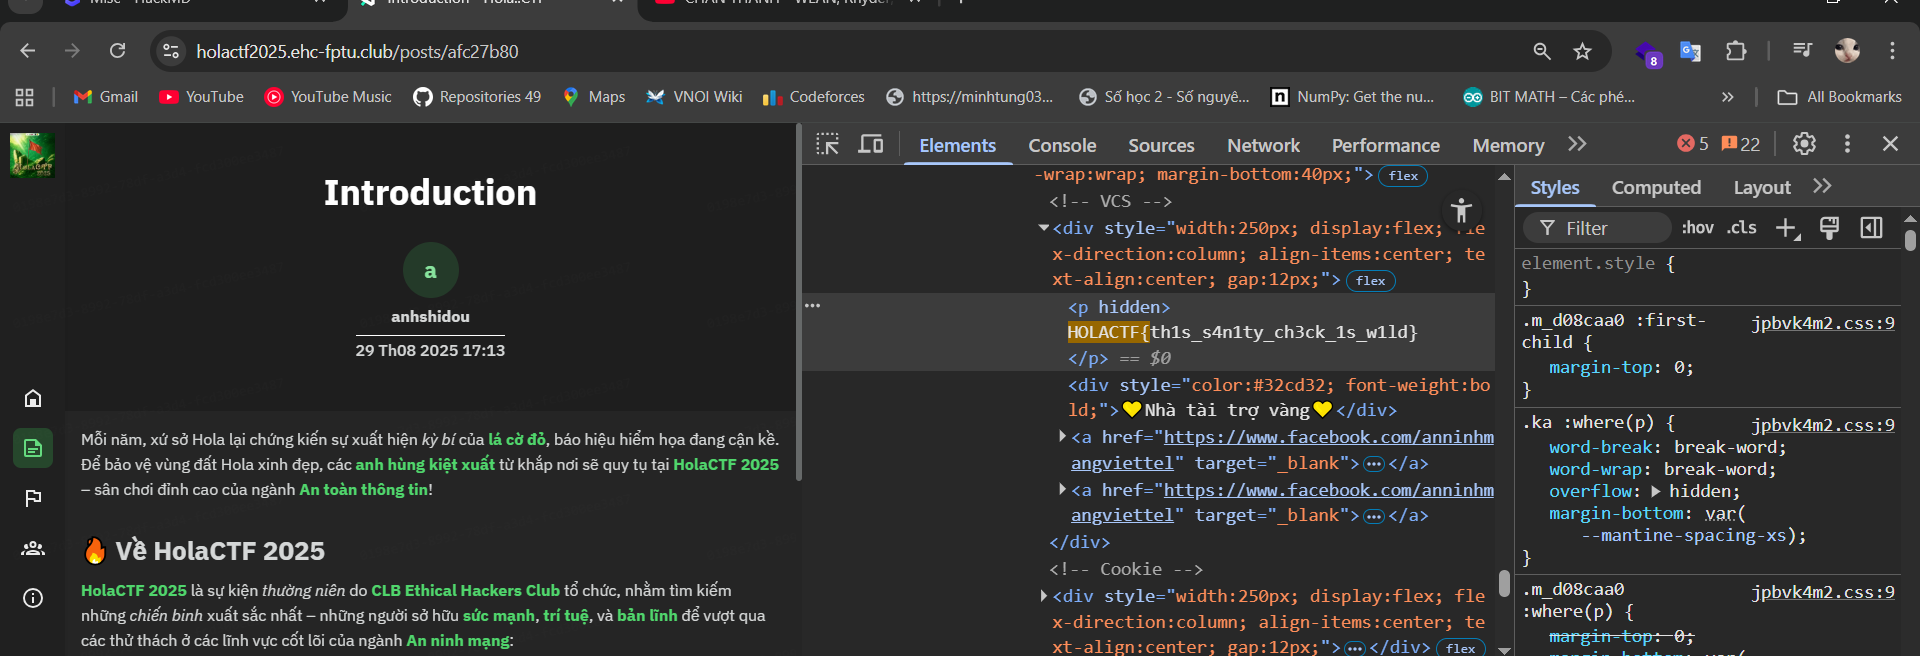 holactf2025.ehc-fptu.club/posts/afc27b80
8
Gmail
YouTube
YouTube Music
Repositories 49
Maps
VNOI Wiki
Codeforces
https://minhtung03...
Số học 2 - Số nguyê...
NumPy: Get the nu...
BIT MATH – Các phé...
»
All Bookmarks
Introduction
a
anhshidou
29 Th08 2025 17:13
Mỗi năm, xứ sở Hola lại chứng kiến sự xuất hiện kỳ bí của lá cờ đỏ, báo hiệu hiểm họa đang cận kề.
Để bảo vệ vùng đất Hola xinh đẹp, các anh hùng kiệt xuất từ khắp nơi sẽ quy tụ tại HolaCTF 2025
– sân chơi đỉnh cao của ngành An toàn thông tin!
🔥 Về HolaCTF 2025
HolaCTF 2025 là sự kiện thường niên do CLB Ethical Hackers Club tổ chức, nhằm tìm kiếm
những chiến binh xuất sắc nhất – những người sở hữu sức mạnh, trí tuệ, và bản lĩnh để vượt qua
các thử thách ở các lĩnh vực cốt lõi của ngành An ninh mạng:
Elements
Console
Sources
Network
Performance
Memory
»
5
22
-wrap:wrap; margin-bottom:40px;"> flex
<!-- VCS -->
<div style="width:250px; display:flex; fle
x-direction:column; align-items:center; te
xt-align:center; gap:12px;"> flex
<p hidden>
HOLACTF{th1s_s4n1ty_ch3ck_1s_w1ld}
</p> == $0
<div style="color:#32cd32; font-weight:bo
ld;">💛Nhà tài trợ vàng💛</div>
<a href="https://www.facebook.com/anninhm
angviettel" target="_blank">…</a>
<a href="https://www.facebook.com/anninhm
angviettel" target="_blank">…</a>
</div>
<!-- Cookie -->
<div style="width:250px; display:flex; fle
x-direction:column; align-items:center; te
xt-align:center; gap:12px;">…</div> flex
Styles
Computed
Layout
»
Filter
:hov
.cls
element.style {
}
.m_d08caa0 :first-
child {
jpbvk4m2.css:9
margin-top: 0;
}
.ka :where(p) {
jpbvk4m2.css:9
word-break: break-word;
word-wrap: break-word;
overflow: hidden;
margin-bottom: var(
--mantine-spacing-xs);
}
.m_d08caa0
:where(p) {
jpbvk4m2.css:9
margin-top: 0;